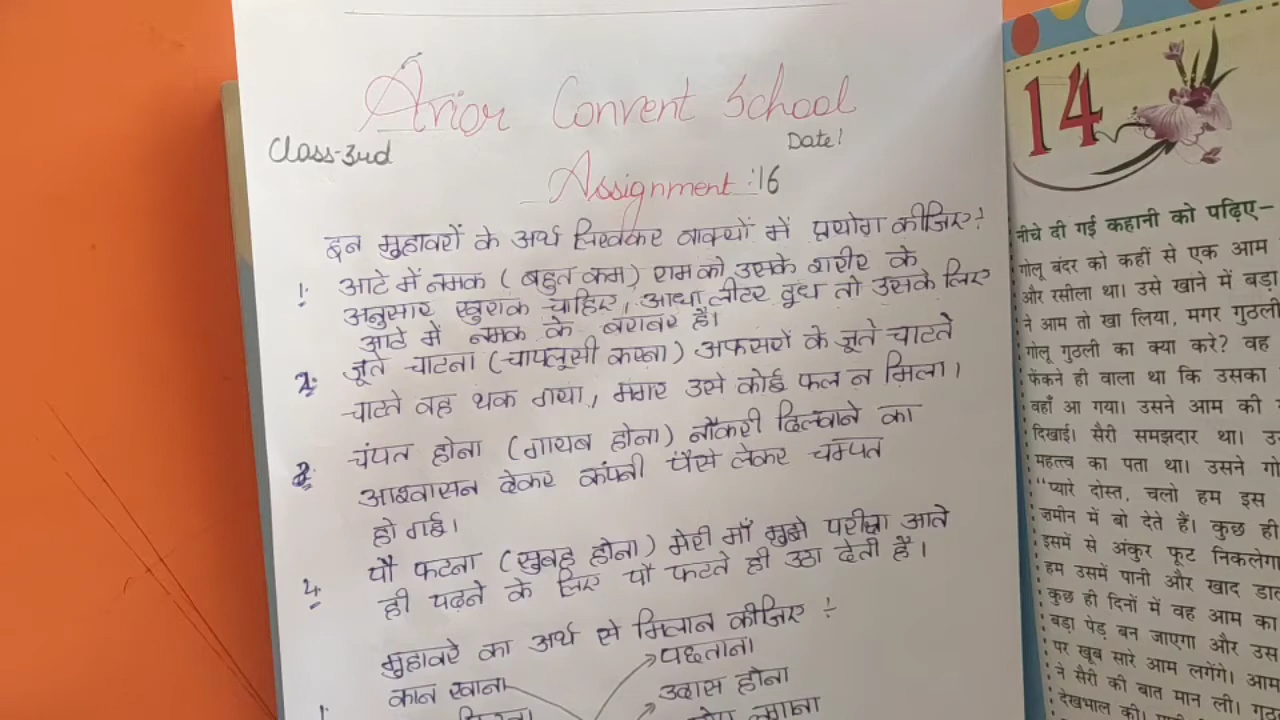 Arior Convent School
Class-3rd
Date!
Assignment :16
इन मुहावरों के अर्थ लिखकर वाक्यों में प्रयोग कीजिए :-
1. आटे में नमक ( बहुत कम) राम को उसके शरीर के
अनुसार खुराक चाहिए, आधा लीटर दूध तो उसके लिए
आटे में नमक के बराबर है।
2. जूते चाटना (चापलूसी करना) अफसरों के जूते चाटते
चाटते वह थक गया, मगर उसे कोई फल न मिला।
3. चंपत होना (गायब होना) नौकरी दिलवाने का
आश्वासन देकर कंपनी पैसे लेकर चम्पत
हो गई।
4. पौ फटना (सुबह होना) मेरी माँ मुझे परीक्षा आते
ही पढ़ने के लिए पौ फटते ही उठा देती है।
मुहावरे का अर्थ से मिलान कीजिए :-
कान खाना
पछताना
उदास होना
14
नीचे दी गई कहानी को पढ़िए–
गोलू बंदर को कहीं से एक आम
और रसीला था। उसे खाने में बड़ा
ने आम तो खा लिया, मगर गुठली
गोलू गुठली का क्या करे? वह
फेंकने ही वाला था कि उसका
वहाँ आ गया। उसने आम की
दिखाई। सैरी समझदार था।
महत्त्व का पता था। उसने
“प्यारे दोस्त, चलो हम इस
जमीन में बो देते हैं। कुछ ही
इसमें से अंकुर फूट निकलेगा
हम उसमें पानी और खाद
कुछ ही दिनों में वह आम का
बड़ा पेड़ बन जाएगा और उस
पर खूब सारे आम लगेंगे।
ने सैरी की बात मान ली।
देखभाल की।